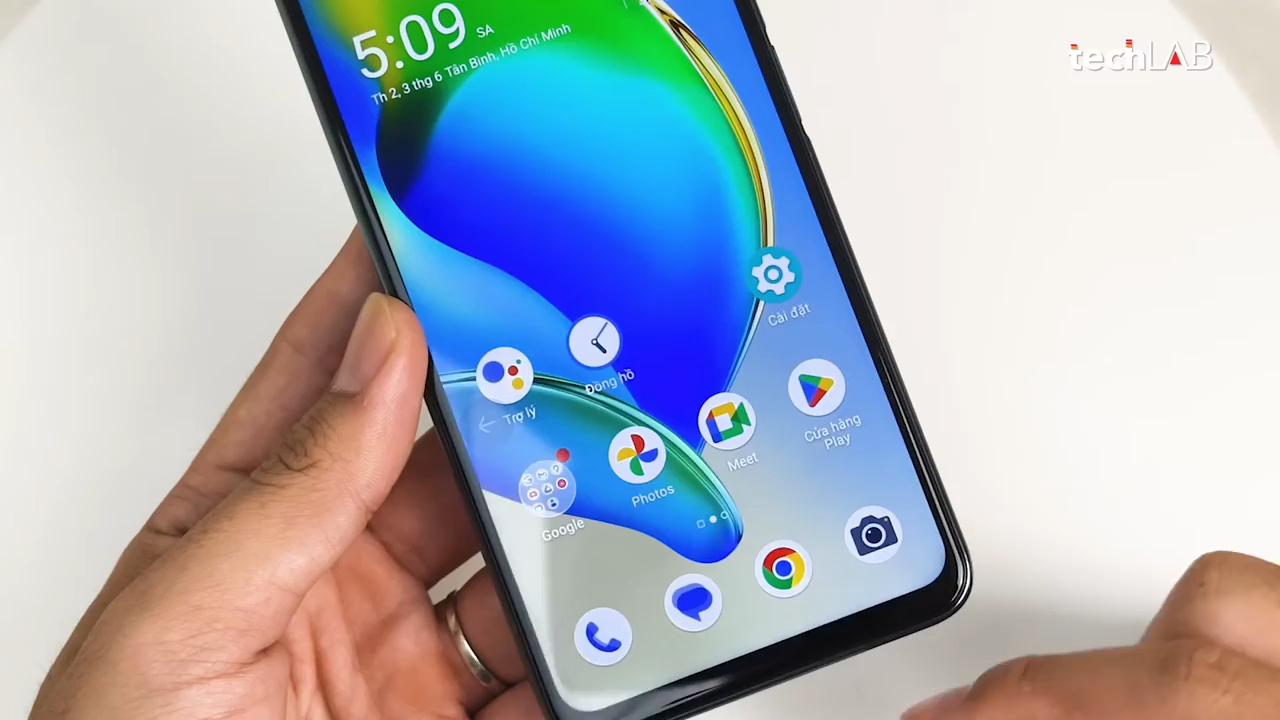 techLAB
5:09 SA
Th 2, 3 thg 6 Tân Bình, Hồ Chí Minh
Cài đặt
Đồng hồ
Trợ lý
Cửa hàng
Play
Meet
Photos
Google